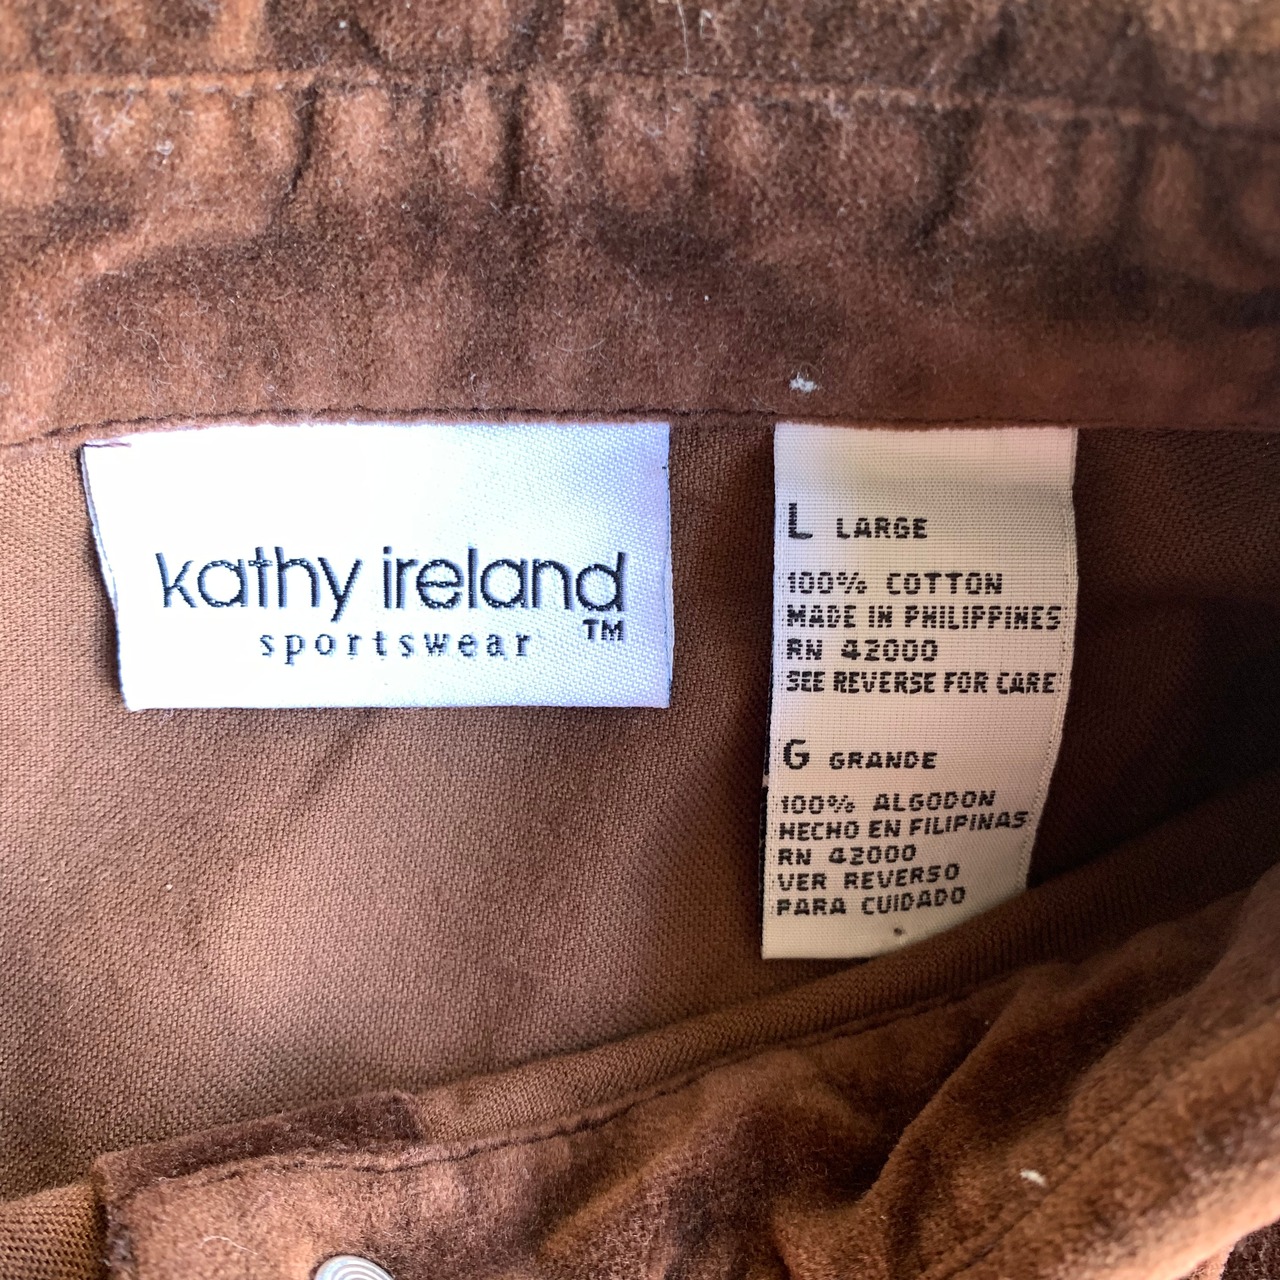 kathy ireland
sportswear TM
L LARGE
100% COTTON
MADE IN PHILIPPINES
RN 42000
SEE REVERSE FOR CARE
G GRANDE
100% ALGODON
HECHO EN FILIPINAS
RN 42000
VER REVERSO
PARA CUIDADO